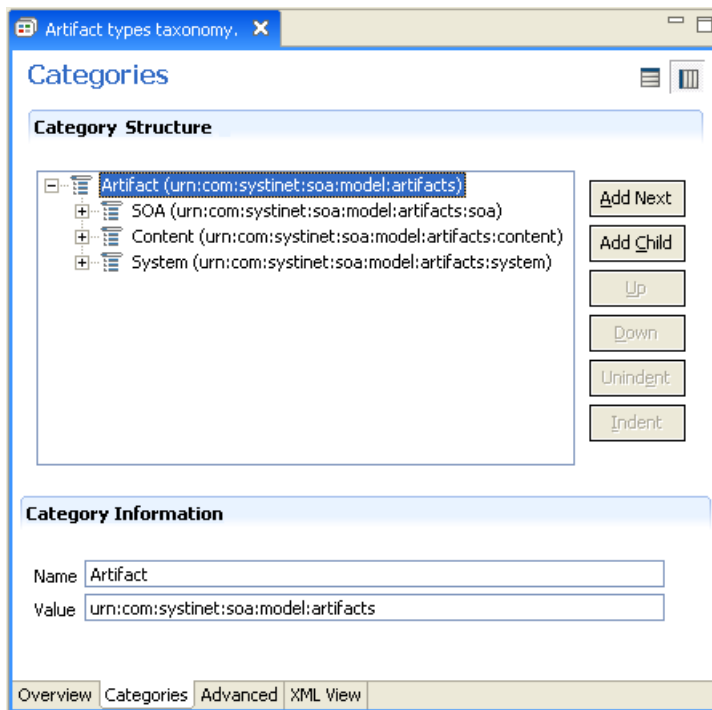 Artifact types taxonomy.
Categories
Category Structure
Artifact (urn:com:systinet:soa:model:artifacts)
SOA (urn:com:systinet:soa:model:artifacts:soa)
Content (urn:com:systinet:soa:model:artifacts:content)
System (urn:com:systinet:soa:model:artifacts:system)
Add Next
Add Child
Up
Down
Unindent
Indent
Category Information
Name Artifact
Value urn:com:systinet:soa:model:artifacts
Overview Categories Advanced XML View